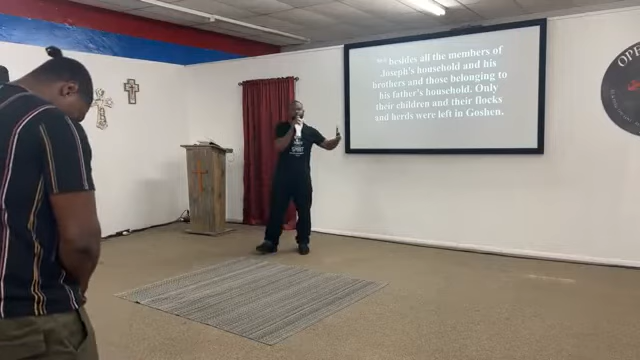 besides all the members of
Joseph's household and his
brothers and those belonging to
his father's household. Only
their children and their flocks
and herds were left in Goshen.
OPE